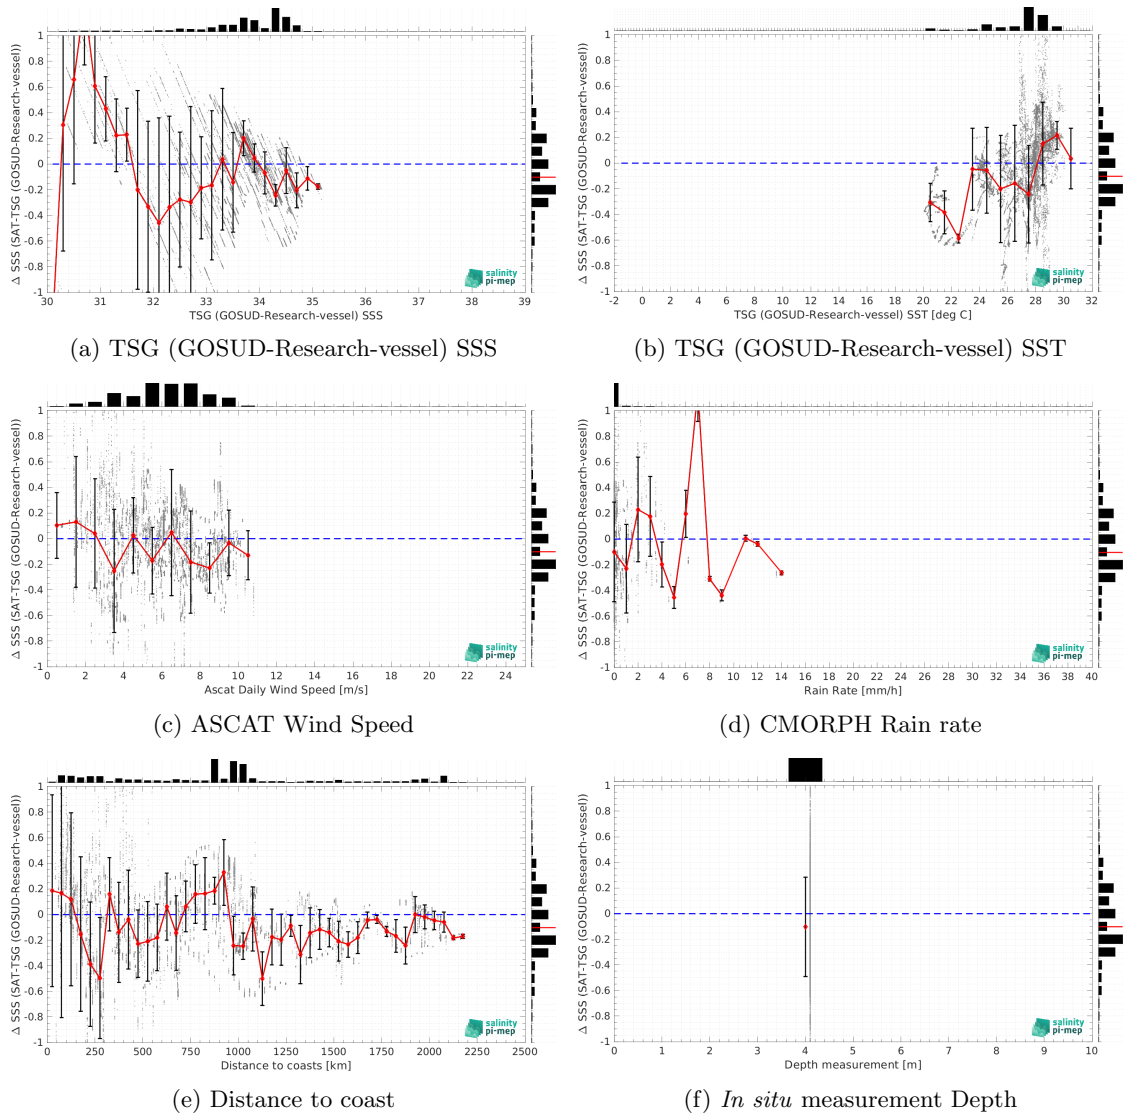 Δ SSS (SAT-TSG (GOSUD-Research-vessel))
1
0.8
0.6
0.4
0.2
0
-0.2
-0.4
-0.6
-0.8
-1
30 31 32 33 34 35 36 37 38 39
TSG (GOSUD-Research-vessel) SSS
salinity
pi-mep
(a) TSG (GOSUD-Research-vessel) SSS
Δ SSS (SAT-TSG (GOSUD-Research-vessel))
1
0.8
0.6
0.4
0.2
0
-0.2
-0.4
-0.6
-0.8
-1
-2 0 2 4 6 8 10 12 14 16 18 20 22 24 26 28 30 32
TSG (GOSUD-Research-vessel) SST [deg C]
salinity
pi-mep
(b) TSG (GOSUD-Research-vessel) SST
Δ SSS (SAT-TSG (GOSUD-Research-vessel))
1
0.8
0.6
0.4
0.2
0
-0.2
-0.4
-0.6
-0.8
-1
0 2 4 6 8 10 12 14 16 18 20 22 24
Ascat Daily Wind Speed [m/s]
salinity
pi-mep
(c) ASCAT Wind Speed
Δ SSS (SAT-TSG (GOSUD-Research-vessel))
1
0.8
0.6
0.4
0.2
0
-0.2
-0.4
-0.6
-0.8
-1
0 2 4 6 8 10 12 14 16 18 20 22 24 26 28 30 32 34 36 38 40
Rain Rate [mm/h]
salinity
pi-mep
(d) CMORPH Rain rate
Δ SSS (SAT-TSG (GOSUD-Research-vessel))
1
0.8
0.6
0.4
0.2
0
-0.2
-0.4
-0.6
-0.8
-1
0 250 500 750 1000 1250 1500 1750 2000 2250 2500
Distance to coasts [km]
salinity
pi-mep
(e) Distance to coast
Δ SSS (SAT-TSG (GOSUD-Research-vessel))
1
0.8
0.6
0.4
0.2
0
-0.2
-0.4
-0.6
-0.8
-1
0 1 2 3 4 5 6 7 8 9 10
Depth measurement [m]
salinity
pi-mep
(f) In situ measurement Depth